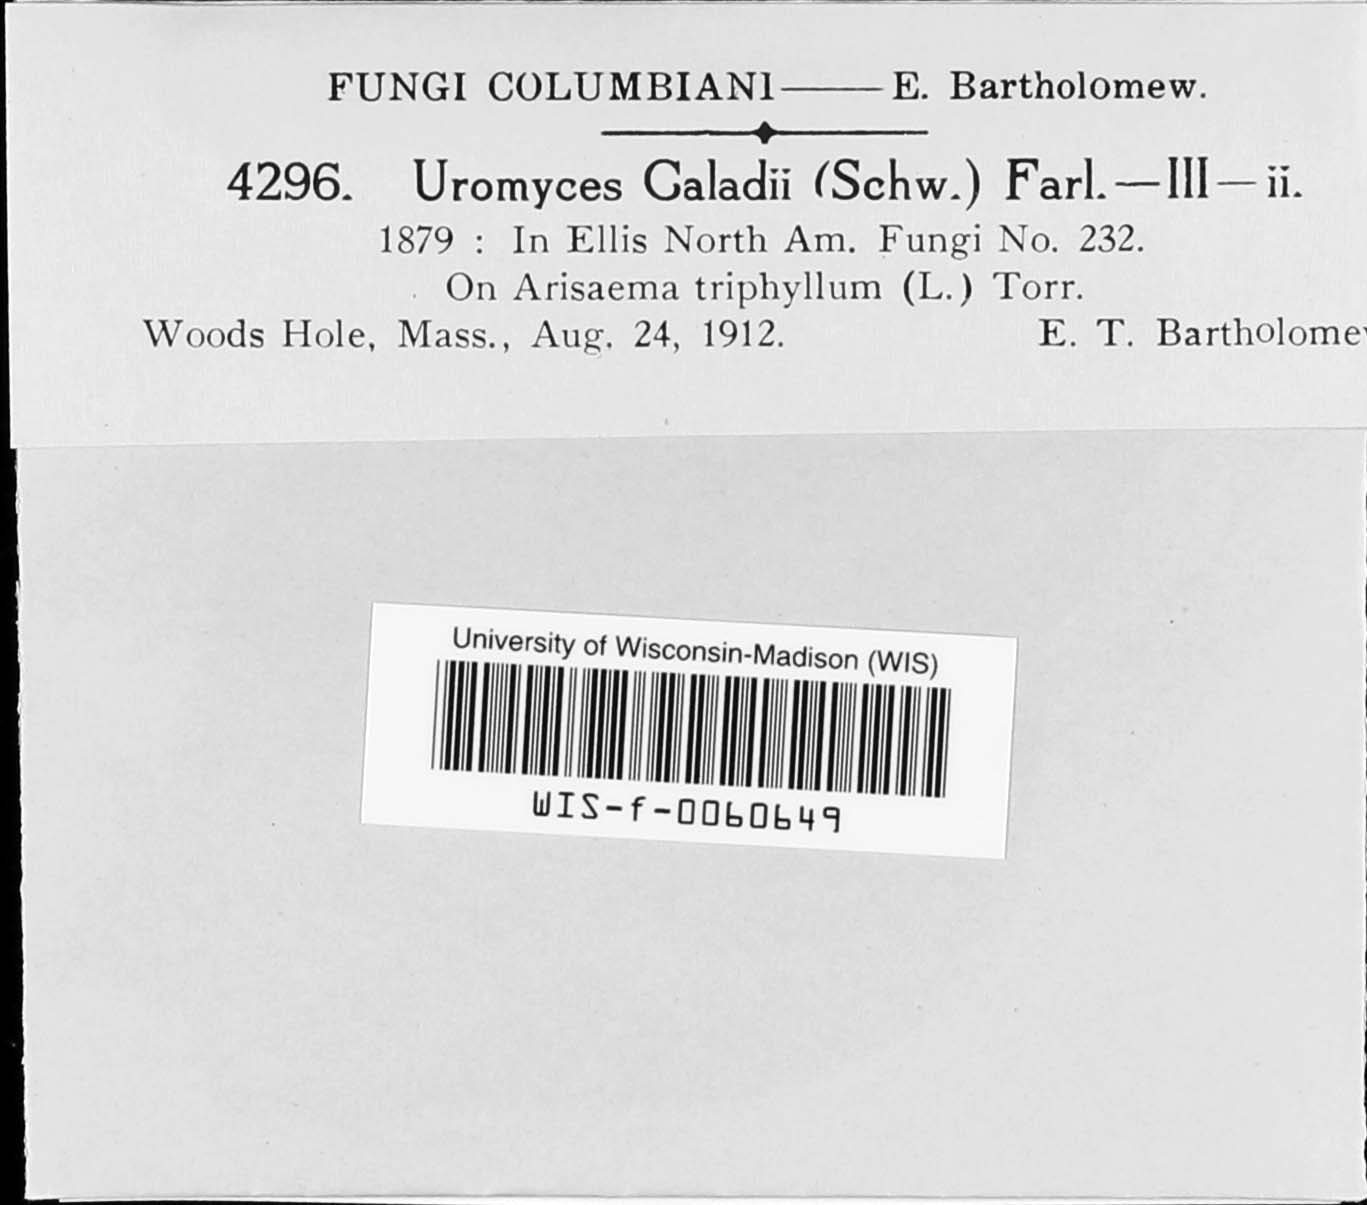 FUNGI COLUMBIANI—E. Bartholomew.
4296. Uromyces Caladii (Schw.) Farl.—III—ii.
1879 : In Ellis North Am. Fungi No. 232.
On Arisaema triphyllum (L.) Torr.
Woods Hole, Mass., Aug. 24, 1912. E. T. Bartholome
University of Wisconsin-Madison (WIS)
WIS-f-0060649